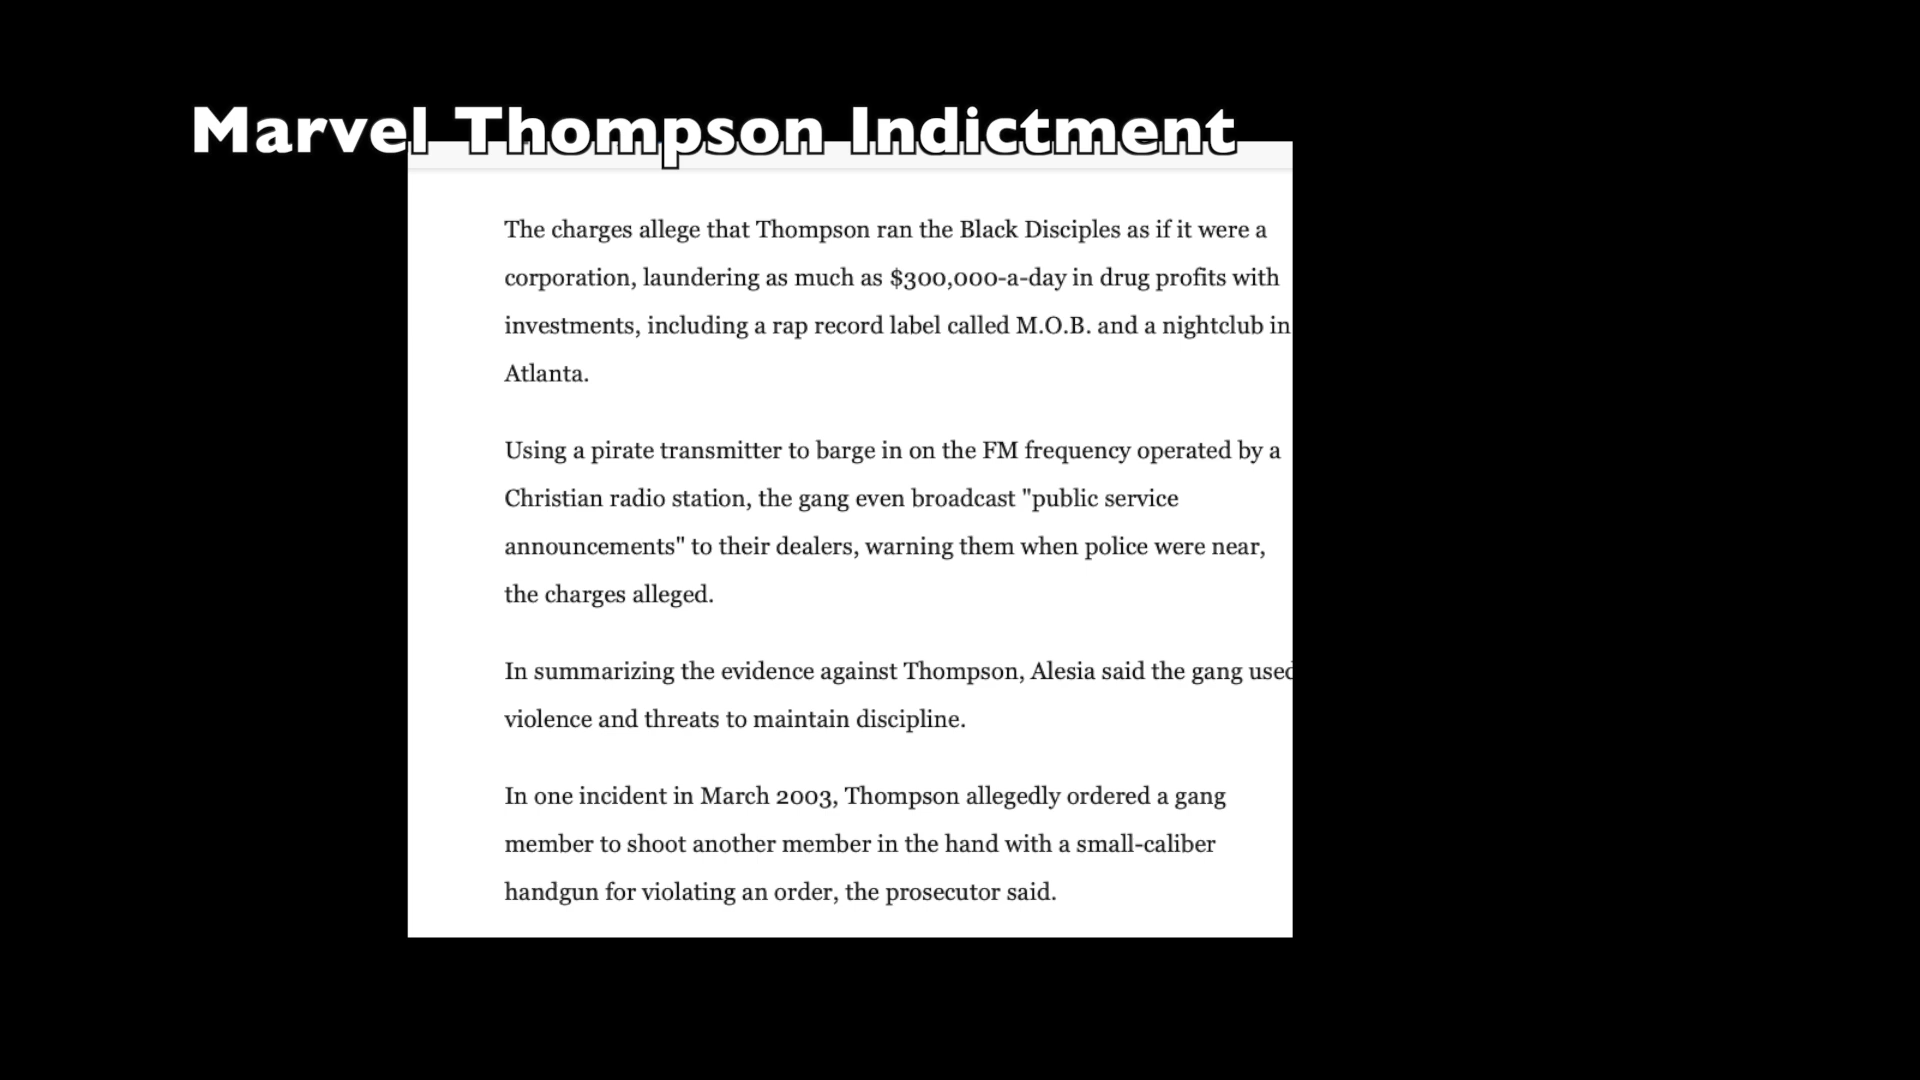 Marvel Thompson Indictment
The charges allege that Thompson ran the Black Disciples as if it were a
corporation, laundering as much as $300,000-a-day in drug profits with
investments, including a rap record label called M.O.B. and a nightclub in
Atlanta.
Using a pirate transmitter to barge in on the FM frequency operated by a
Christian radio station, the gang even broadcast "public service
announcements" to their dealers, warning them when police were near,
the charges alleged.
In summarizing the evidence against Thompson, Alesia said the gang used
violence and threats to maintain discipline.
In one incident in March 2003, Thompson allegedly ordered a gang
member to shoot another member in the hand with a small-caliber
handgun for violating an order, the prosecutor said.